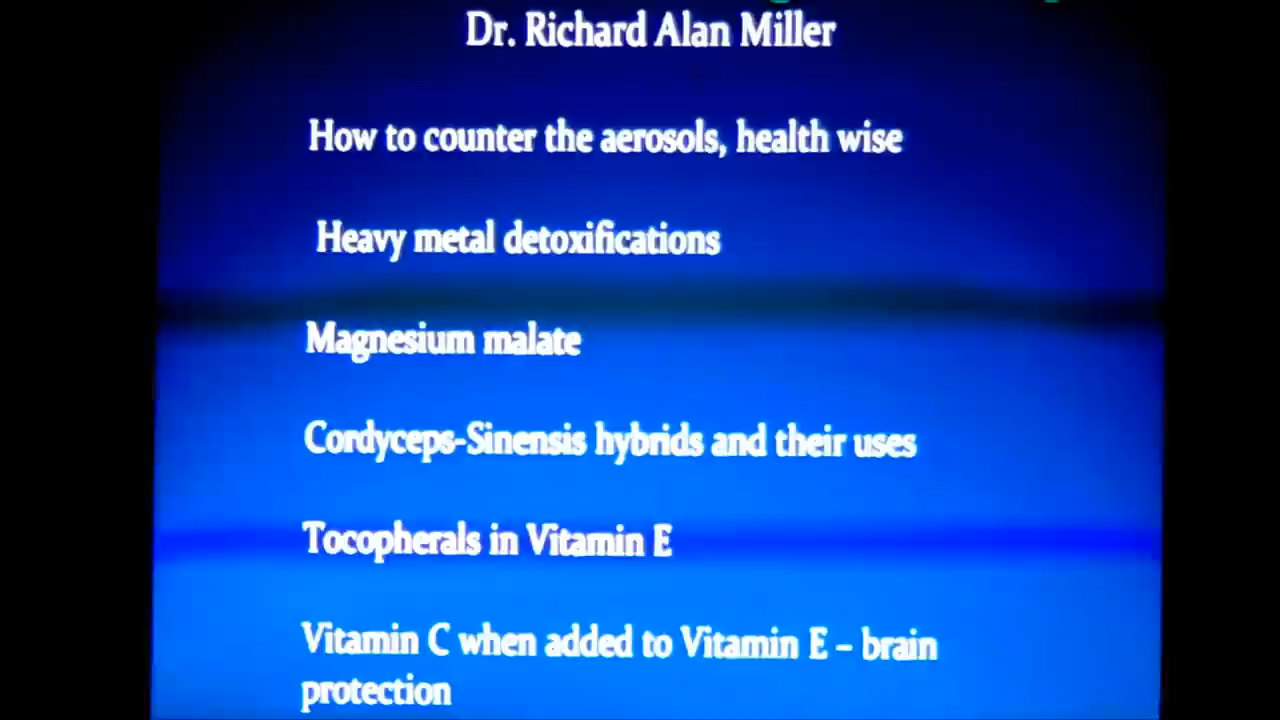 Dr. Richard Alan Miller
How to counter the aerosols, health wise
Heavy metal detoxifications
Magnesium malate
Cordyceps-Sinensis hybrids and their uses
Tocopherals in Vitamin E
Vitamin C when added to Vitamin E – brain
protection